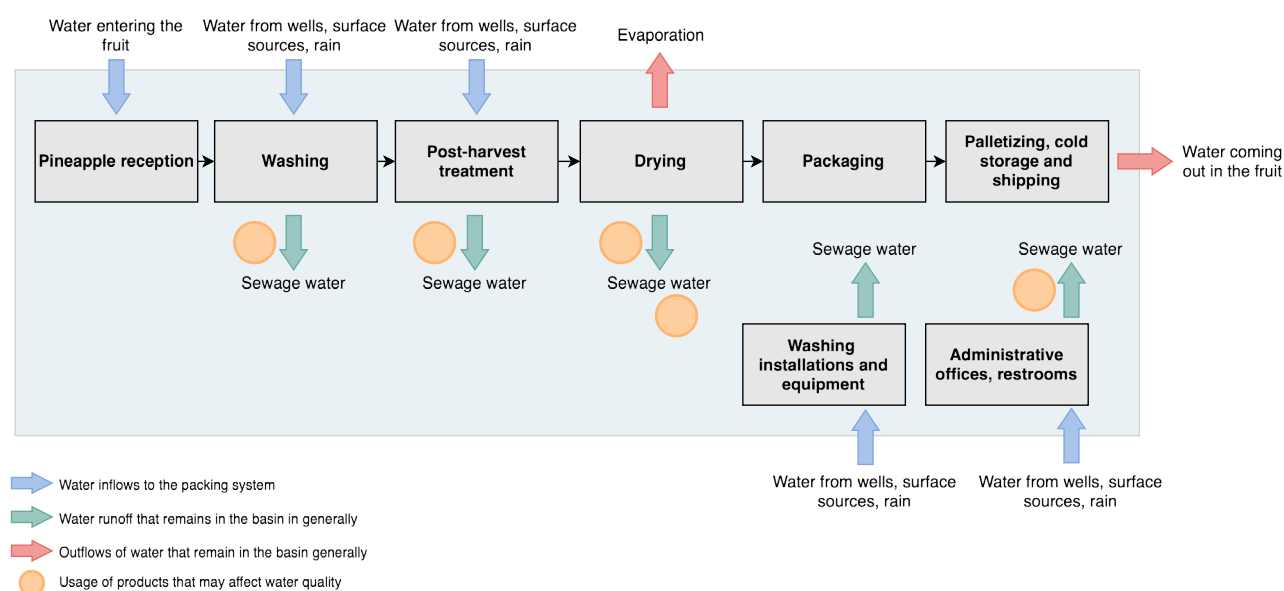 Water entering the
fruit
Water from wells, surface
sources, rain
Water from wells, surface
sources, rain
Evaporation
Pineapple reception
Washing
Post-harvest
treatment
Drying
Packaging
Palletizing, cold
storage and
shipping
Water coming
out in the fruit
Sewage water
Sewage water
Sewage water
Sewage water
Sewage water
Washing
installations and
equipment
Administrative
offices, restrooms
Water from wells, surface
sources, rain
Water from wells, surface
sources, rain
Water inflows to the packing system
Water runoff that remains in the basin in generally
Outflows of water that remain in the basin generally
Usage of products that may affect water quality